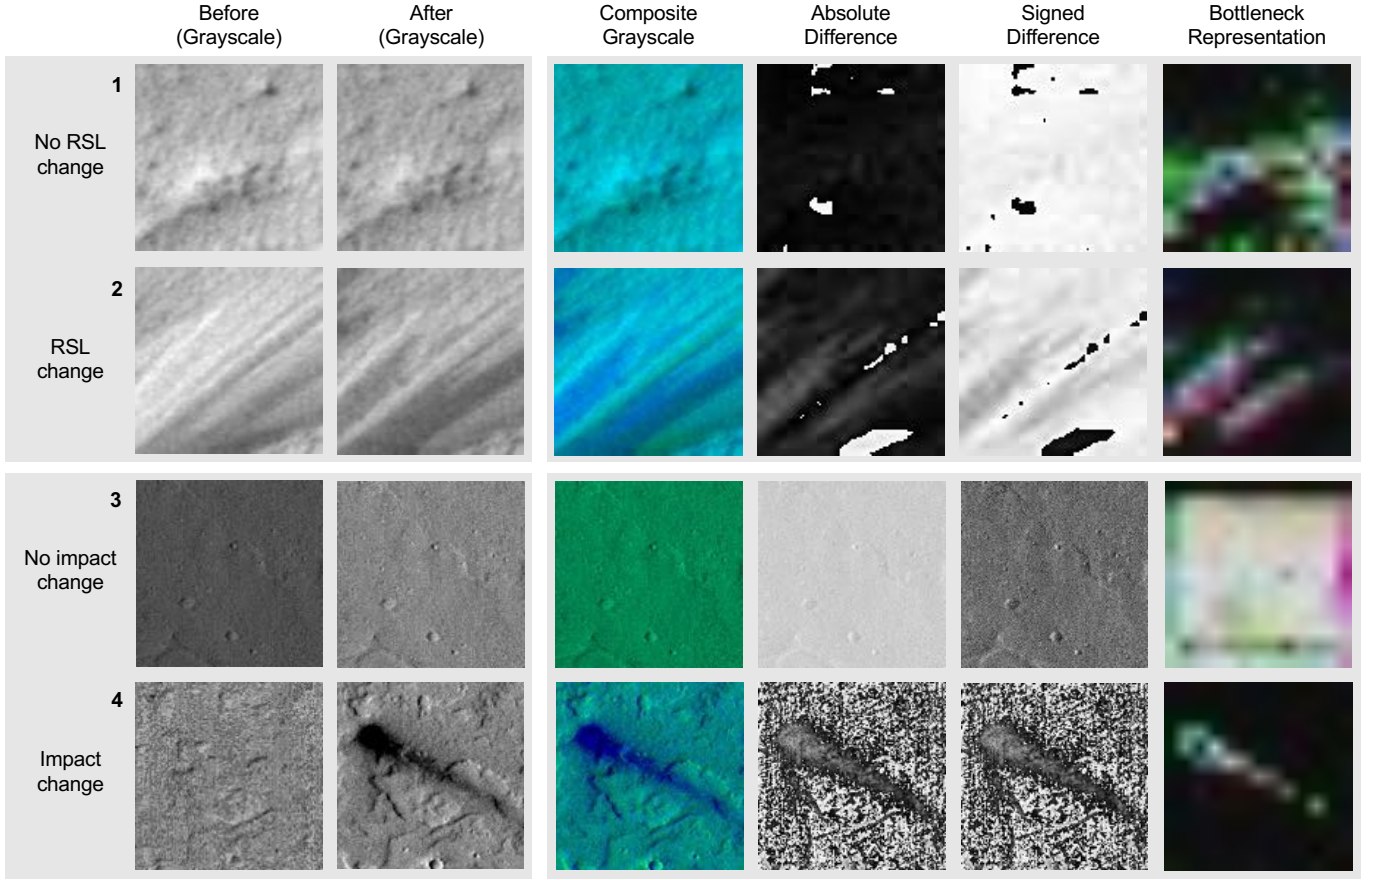 Before
(Grayscale)
After
(Grayscale)
Composite
Grayscale
Absolute
Difference
Signed
Difference
Bottleneck
Representation
1
No RSL
change
2
RSL
change
3
No impact
change
4
Impact
change